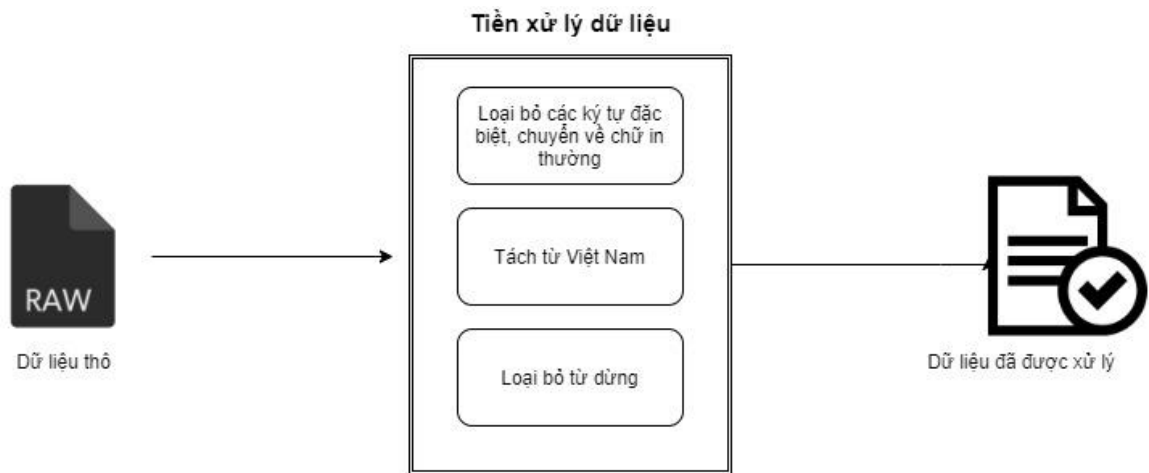 Tiền xử lý dữ liệu
Loại bỏ các ký tự đặc
biệt, chuyển về chữ in
thường
RAW
Tách từ Việt Nam
Dữ liệu thô
Loại bỏ từ dừng
Dữ liệu đã được xử lý